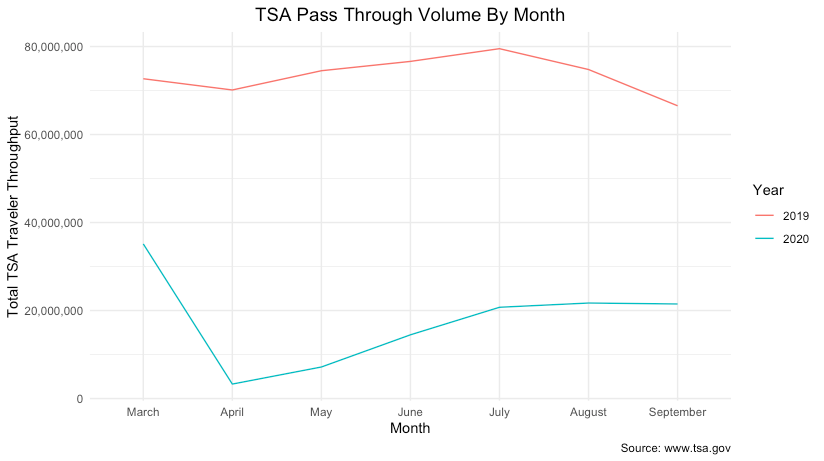 TSA Pass Through Volume By Month
Total TSA Traveler Throughput
80,000,000
60,000,000
40,000,000
20,000,000
0
March April May June July August September
Month
Year
2019
2020
Source: www.tsa.gov